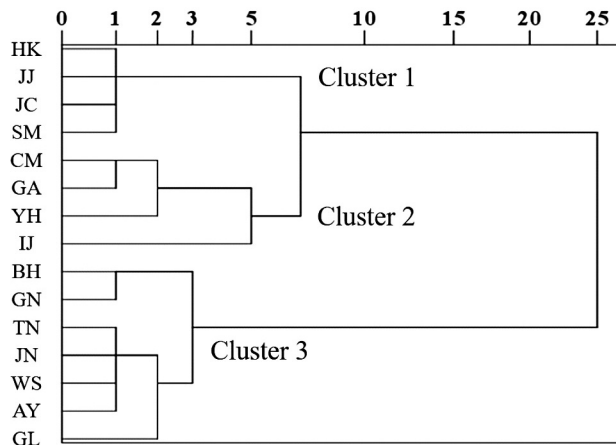 0 1 2 3 5 10 15 20 25
HK
JJ
Cluster 1
JC
SM
CM
GA
YH
Cluster 2
IJ
BH
GN
TN
JN
Cluster 3
WS
AY
GL